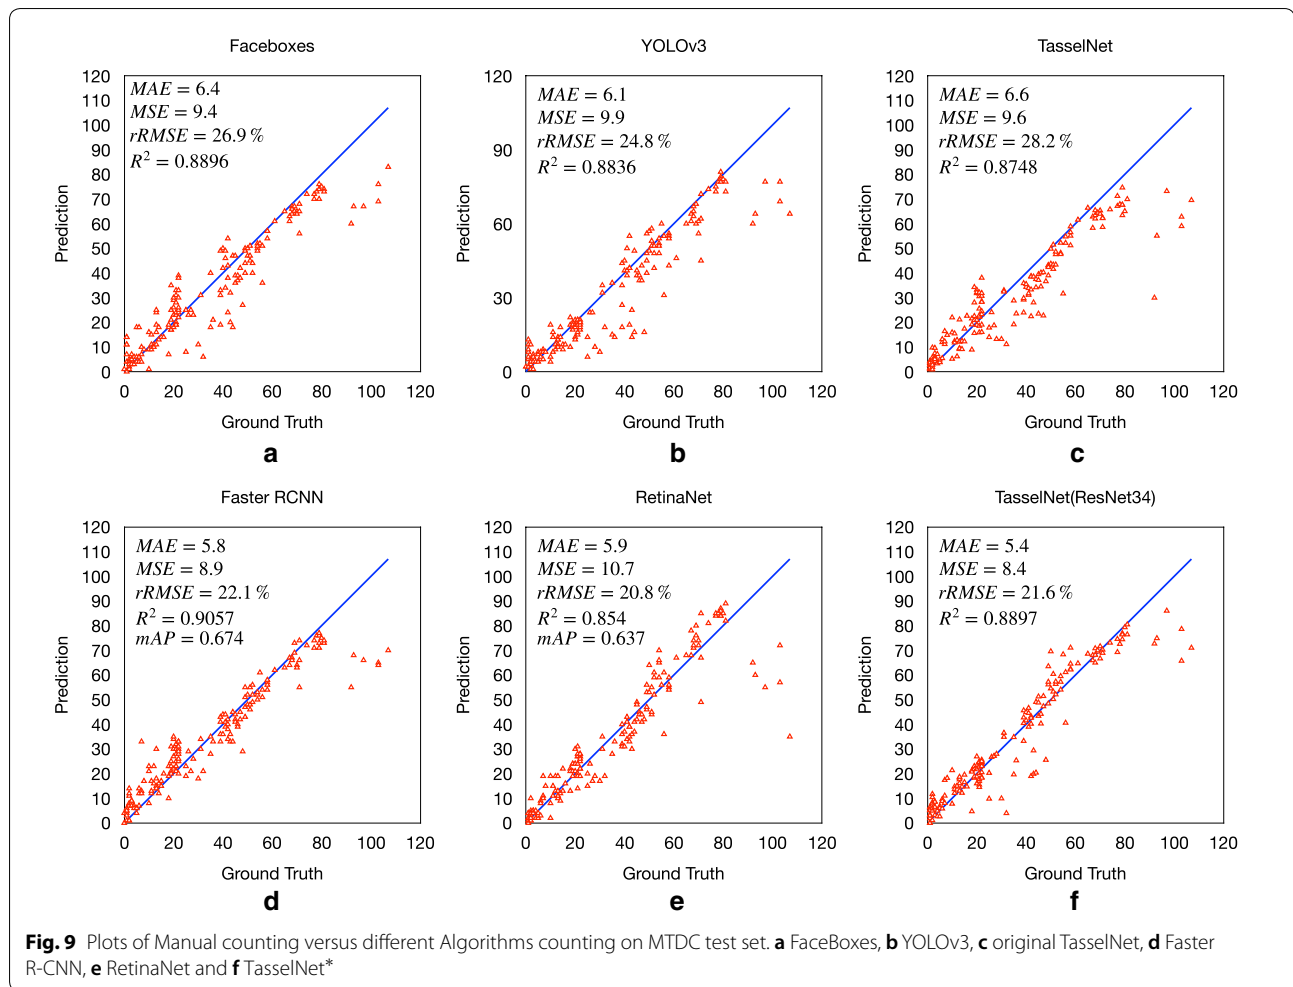 Faceboxes
120
110
100
90
80
70
60
50
40
30
20
10
0
Prediction
MAE = 6.4
MSE = 9.4
rRMSE = 26.9 %
R² = 0.8896
0 20 40 60 80 100 120
Ground Truth
a
YOLOv3
120
90
60
30
0
Prediction
MAE = 6.1
MSE = 9.9
rRMSE = 24.8 %
R² = 0.8836
0 20 40 60 80 100 120
Ground Truth
b
TasselNet
120
110
100
90
80
70
60
50
40
30
20
10
0
Prediction
MAE = 6.6
MSE = 9.6
rRMSE = 28.2 %
R² = 0.8748
0 20 40 60 80 100 120
Ground Truth
c
Faster RCNN
120
110
100
90
80
70
60
50
40
30
20
10
0
Prediction
MAE = 5.8
MSE = 8.9
rRMSE = 22.1 %
R² = 0.9057
mAP = 0.674
0 20 40 60 80 100 120
Ground Truth
d
RetinaNet
120
110
100
90
80
70
60
50
40
30
20
10
0
Prediction
MAE = 5.9
MSE = 10.7
rRMSE = 20.8 %
R² = 0.854
mAP = 0.637
0 20 40 60 80 100 120
Ground Truth
e
TasselNet(ResNet34)
120
110
100
90
80
70
60
50
40
30
20
10
0
Prediction
MAE = 5.4
MSE = 8.4
rRMSE = 21.6 %
R² = 0.8897
0 20 40 60 80 100 120
Ground Truth
f
Fig. 9 Plots of Manual counting versus different Algorithms counting on MTDC test set. a FaceBoxes, b YOLOv3, c original TasselNet, d Faster
R-CNN, e RetinaNet and f TasselNet*